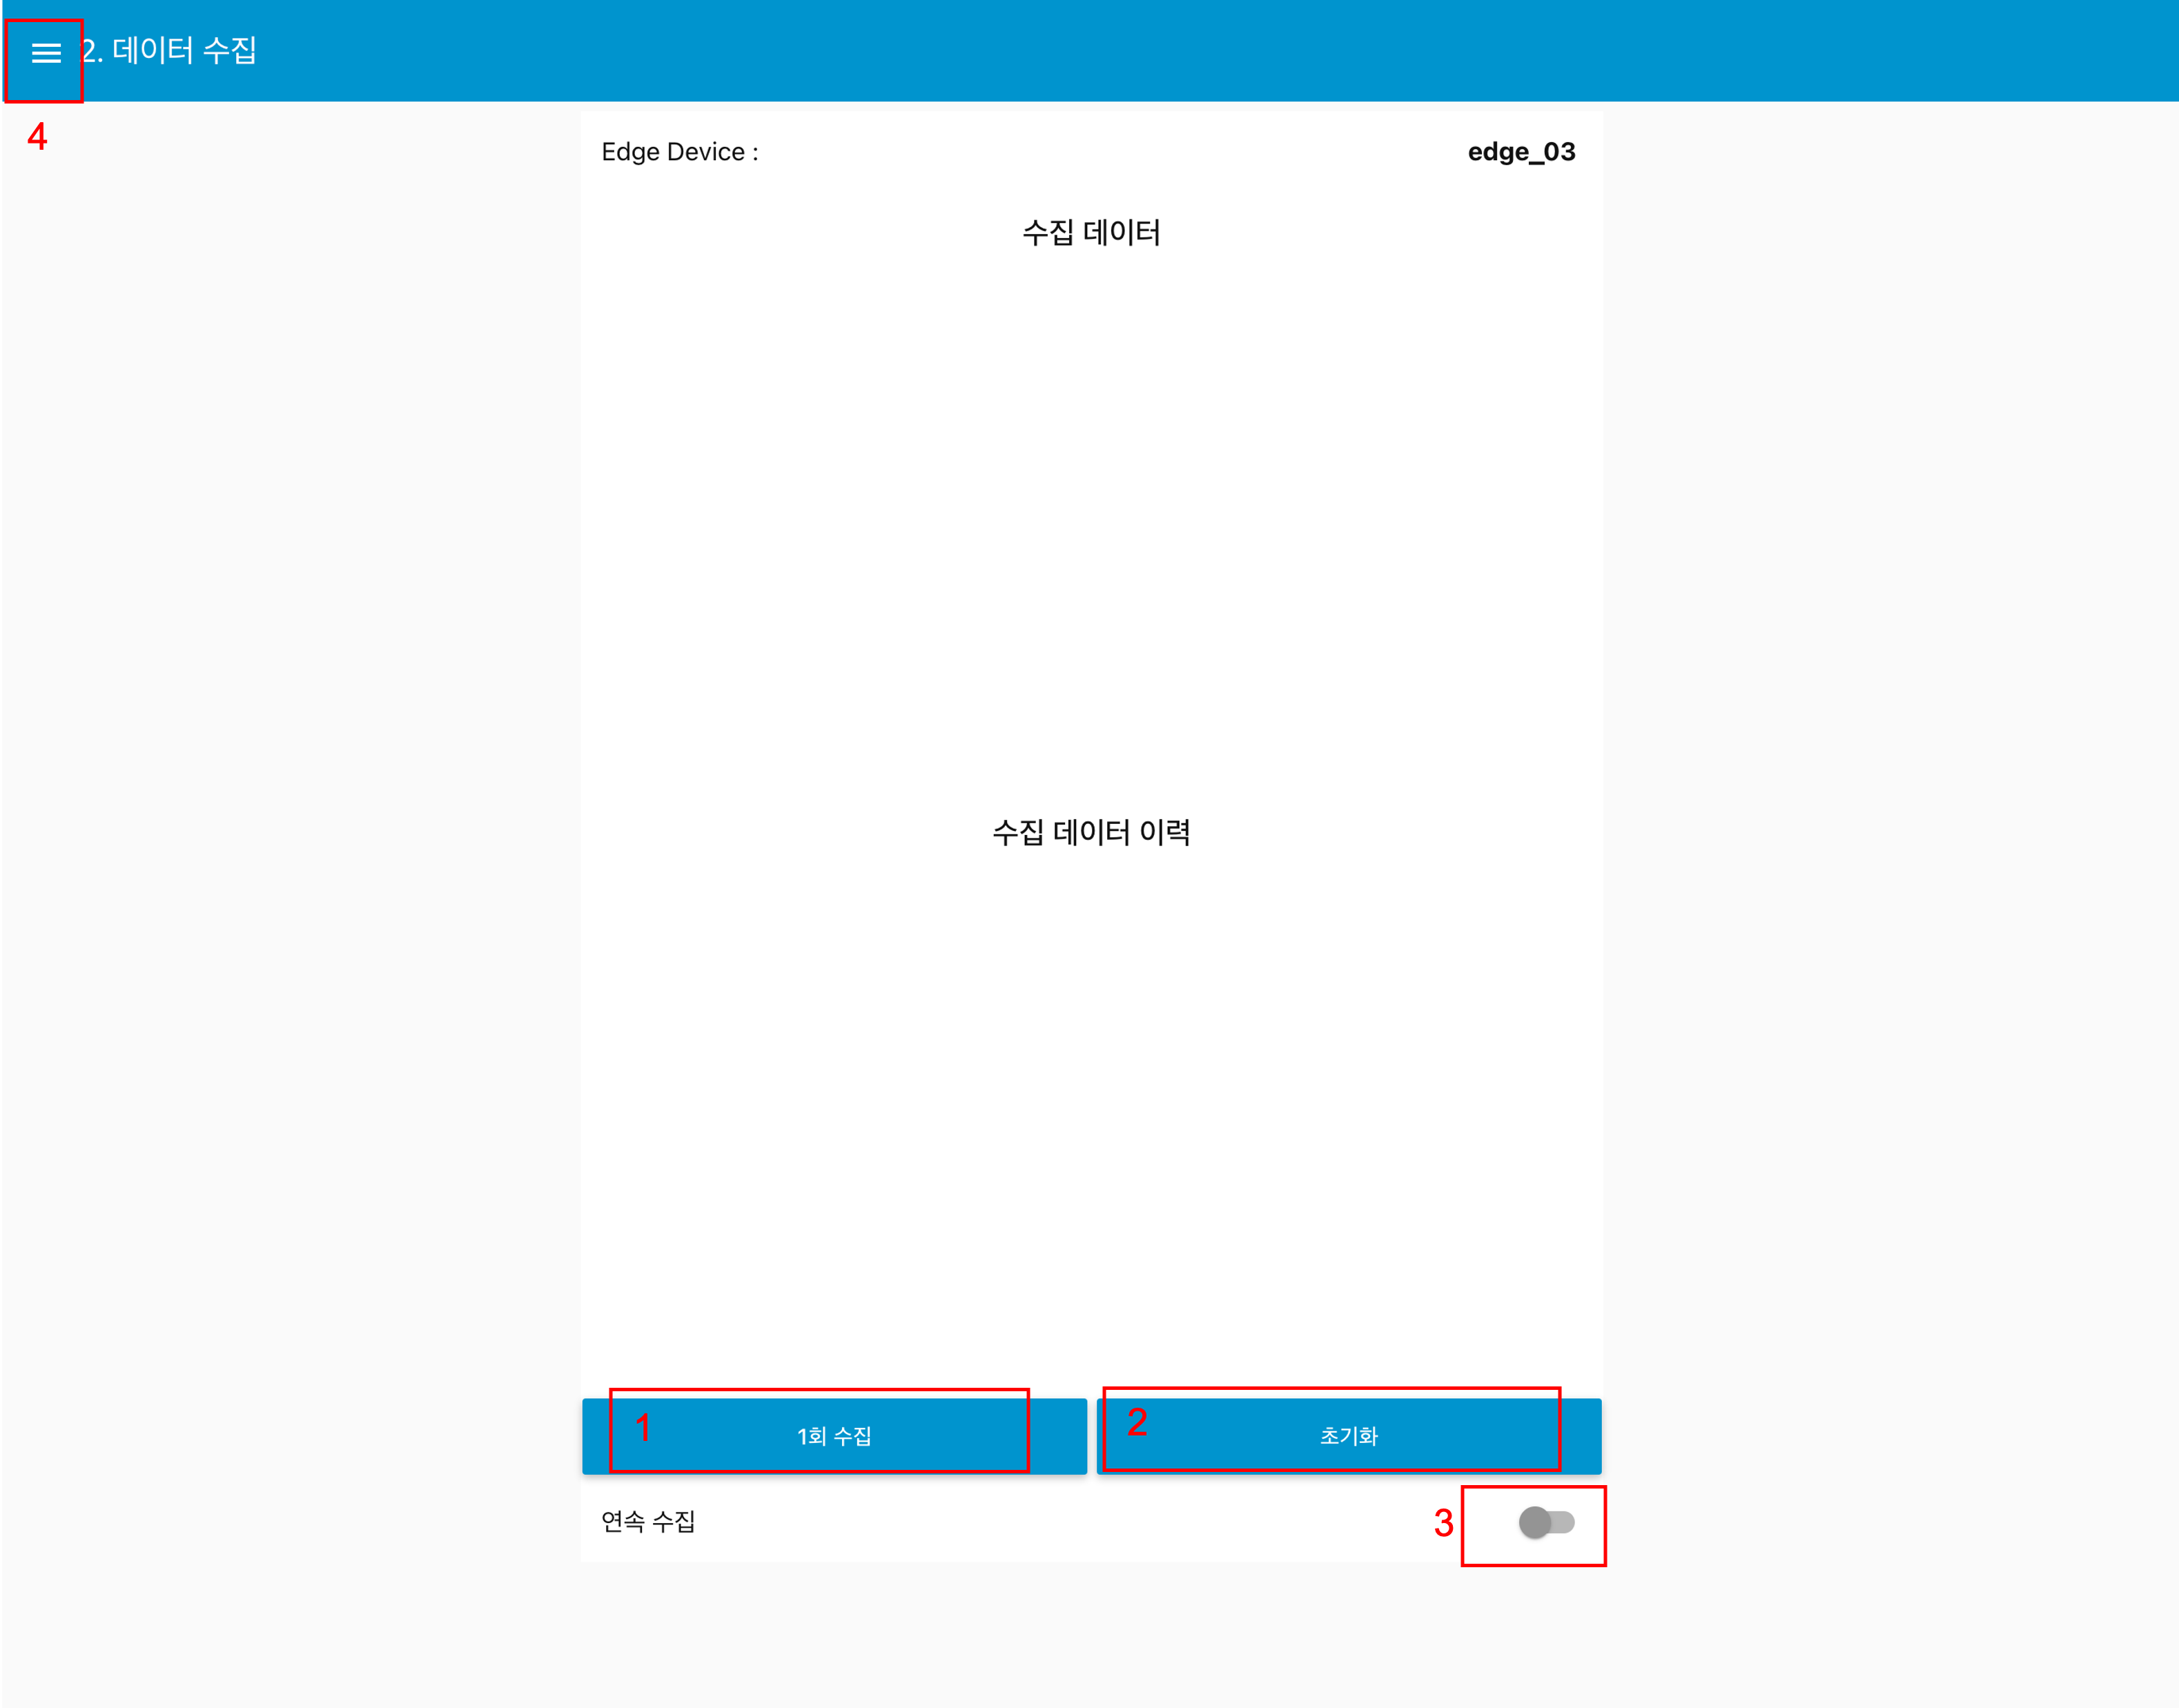 2. 데이터 수집
4
Edge Device :
edge_03
수집 데이터
수집 데이터 이력
1
1회 수집
2
초기화
연속 수집
3